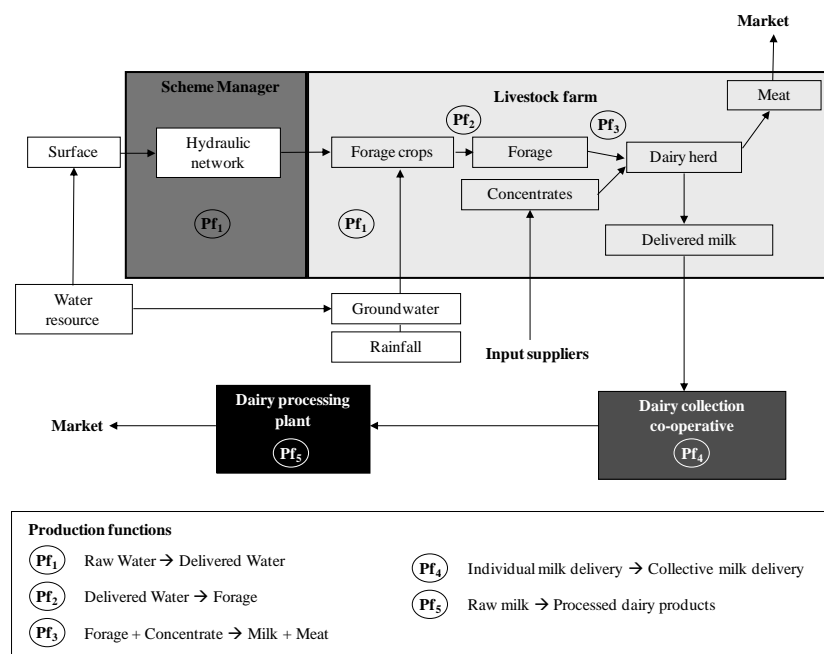 Market
Scheme Manager
Livestock farm
Meat
Pf2
Pf3
Surface
Hydraulic
network
Forage crops
Forage
Dairy herd
Concentrates
Pf1
Pf1
Delivered milk
Water
resource
Groundwater
Rainfall
Input suppliers
Dairy processing
plant
Pf5
Market
Dairy collection
co-operative
Pf4
Production functions
Pf1 Raw Water → Delivered Water
Pf2 Delivered Water → Forage
Pf3 Forage + Concentrate → Milk + Meat
Pf4 Individual milk delivery → Collective milk delivery
Pf5 Raw milk → Processed dairy products